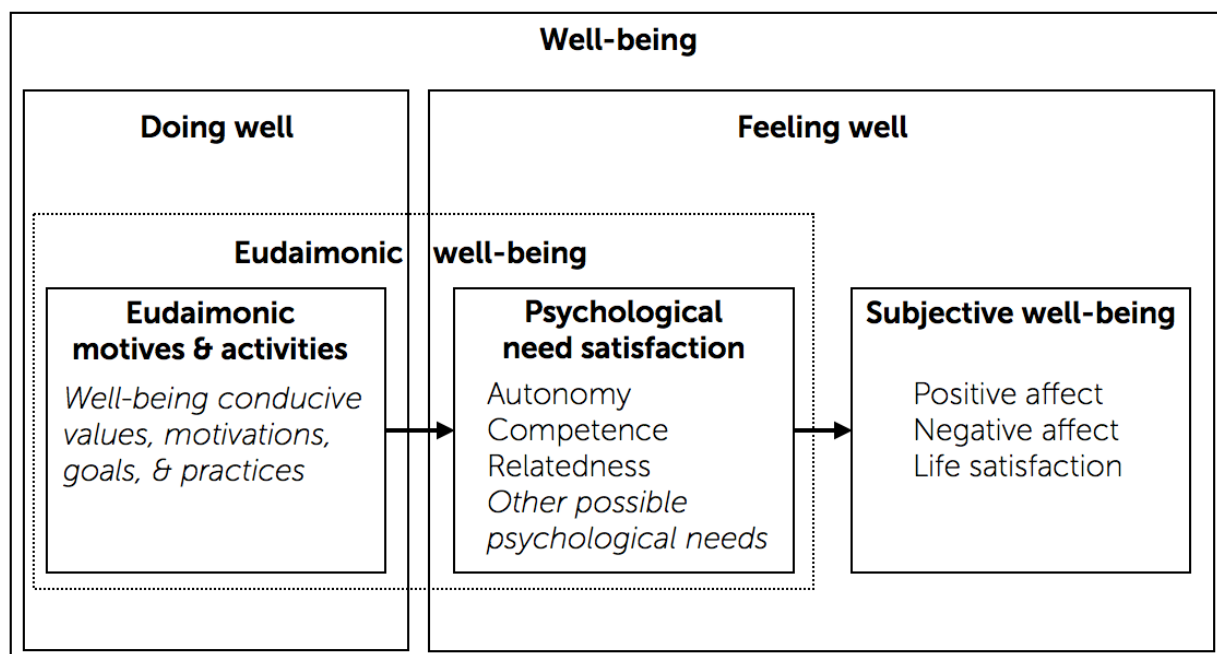 Well-being
Doing well
Feeling well
Eudaimonic well-being
Eudaimonic
motives & activities
Well-being conducive
values, motivations,
goals, & practices
Psychological
need satisfaction
Autonomy
Competence
Relatedness
Other possible
psychological needs
Subjective well-being
Positive affect
Negative affect
Life satisfaction